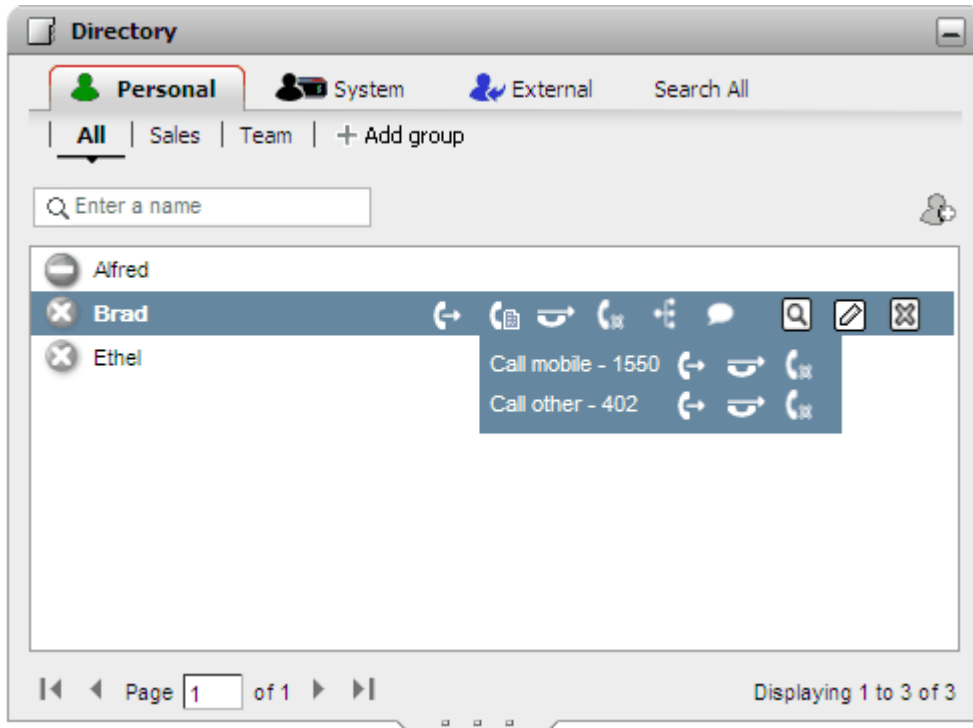 Directory
Personal System External Search All
All | Sales | Team | + Add group
Enter a name
Alfred
Brad
Ethel
Call mobile - 1550
Call other - 402
Page 1 of 1
Displaying 1 to 3 of 3